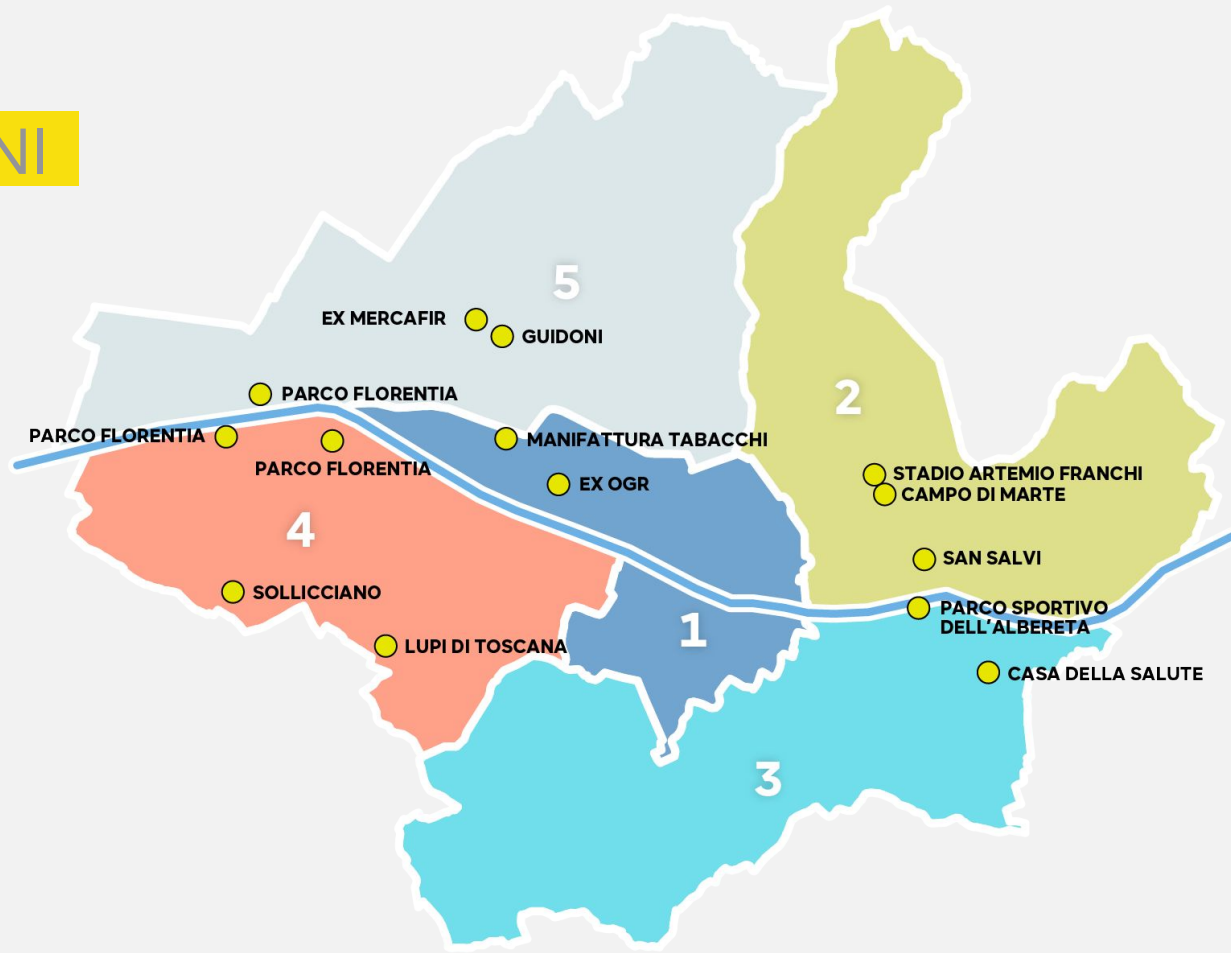 NI
5
EX MERCAFIR
GUIDONI
2
PARCO FLORENTIA
PARCO FLORENTIA
MANIFATTURA TABACCHI
PARCO FLORENTIA
STADIO ARTEMIO FRANCHI
EX OGR
CAMPO DI MARTE
4
SAN SALVI
SOLLICCIANO
PARCO SPORTIVO
DELL'ALBERETA
1
LUPI DI TOSCANA
CASA DELLA SALUTE
3